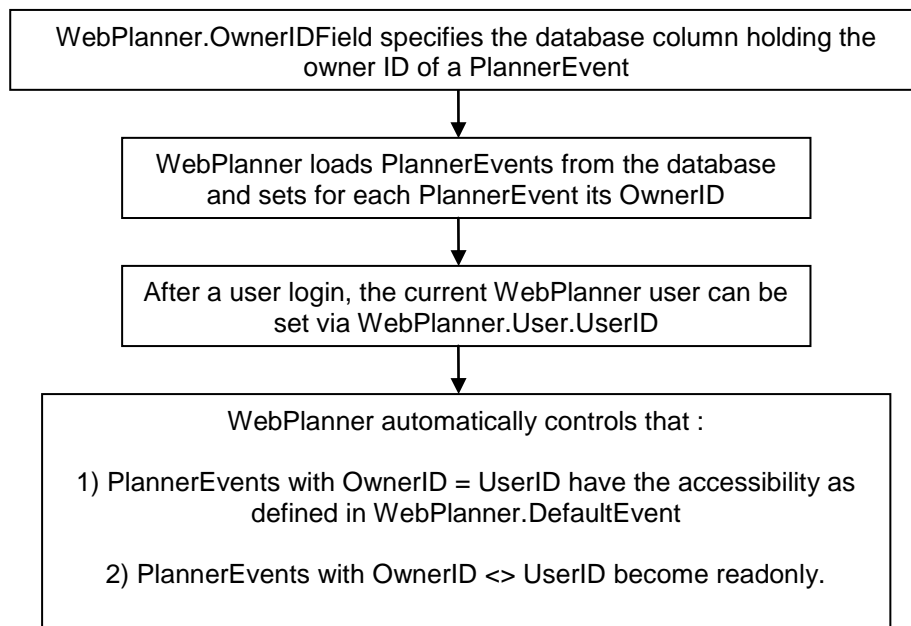 WebPlanner.OwnerIDField specifies the database column holding the
owner ID of a PlannerEvent
WebPlanner loads PlannerEvents from the database
and sets for each PlannerEvent its OwnerID
After a user login, the current WebPlanner user can be
set via WebPlanner.User.UserID
WebPlanner automatically controls that :
1) PlannerEvents with OwnerID = UserID have the accessibility as
defined in WebPlanner.DefaultEvent
2) PlannerEvents with OwnerID <> UserID become readonly.